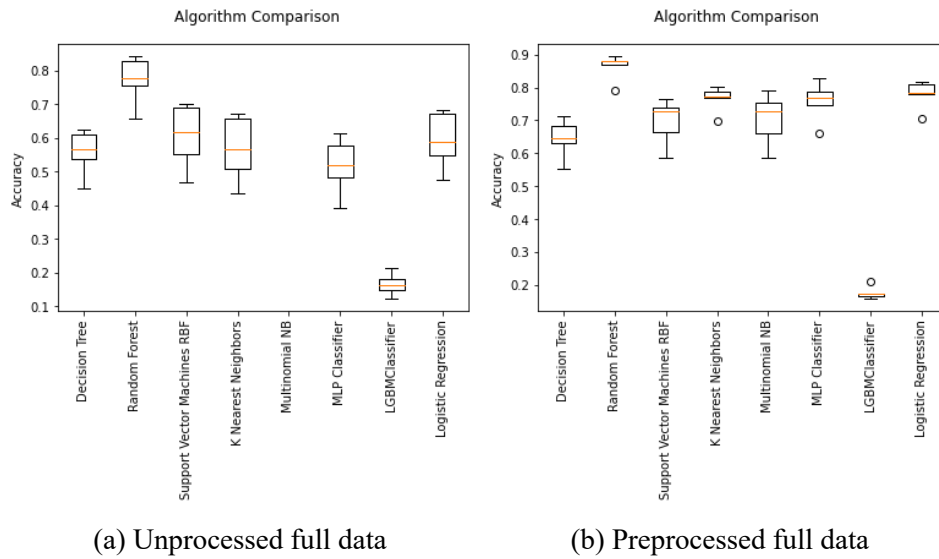 Algorithm Comparison
Accuracy
0.8
0.7
0.6
0.5
0.4
0.3
0.2
0.1
Decision Tree
Random Forest
Support Vector Machines RBF
K Nearest Neighbors
Multinomial NB
MLP Classifier
LGBMClassifier
Logistic Regression
(a) Unprocessed full data
Algorithm Comparison
Accuracy
0.9
0.8
0.7
0.6
0.5
0.4
0.3
0.2
Decision Tree
Random Forest
Support Vector Machines RBF
K Nearest Neighbors
Multinomial NB
MLP Classifier
LGBMClassifier
Logistic Regression
(b) Preprocessed full data